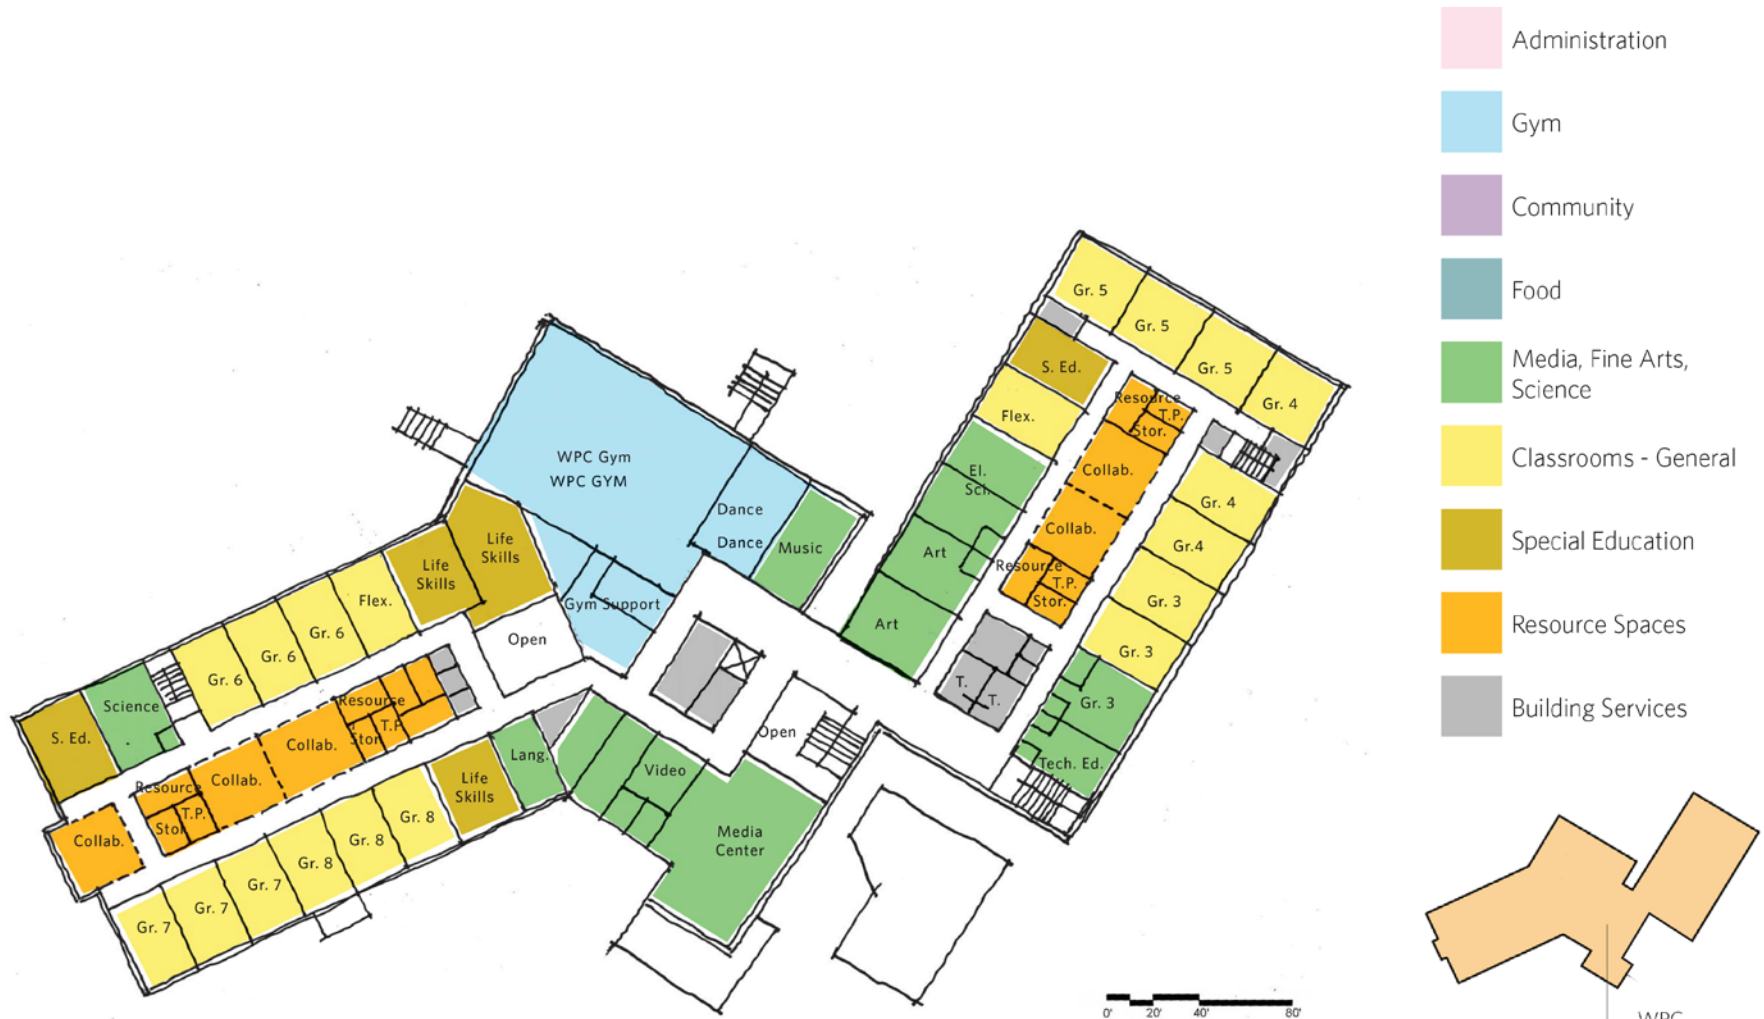 Administration
Gym
Community
Food
Media, Fine Arts,
Science
Classrooms - General
Special Education
Resource Spaces
Building Services
Gr. 5
Gr. 5
Gr. 5
Gr. 4
S. Ed.
Flex.
El.
Sci.
Art
Art
Resource
T.P.
Stor.
Collab.
Collab.
Resource
T.P.
Stor.
T.
T.
Gr. 4
Gr.4
Gr. 3
Gr. 3
Gr. 3
Tech. Ed.
WPC Gym
WPC GYM
Dance
Dance
Music
Gym Support
Life
Skills
Life
Skills
Open
Flex.
Gr. 6
Gr. 6
Gr. 6
Science
S. Ed.
Resourse
T.P
Stor.
Collab.
Collab.
Resource
T.P.
Stor.
Collab.
Gr. 7
Gr. 7
Gr. 7
Gr. 8
Gr. 8
Gr. 8
Life
Skills
Lang.
Video
Open
Media
Center
0'
20'
40'
80'
WPC